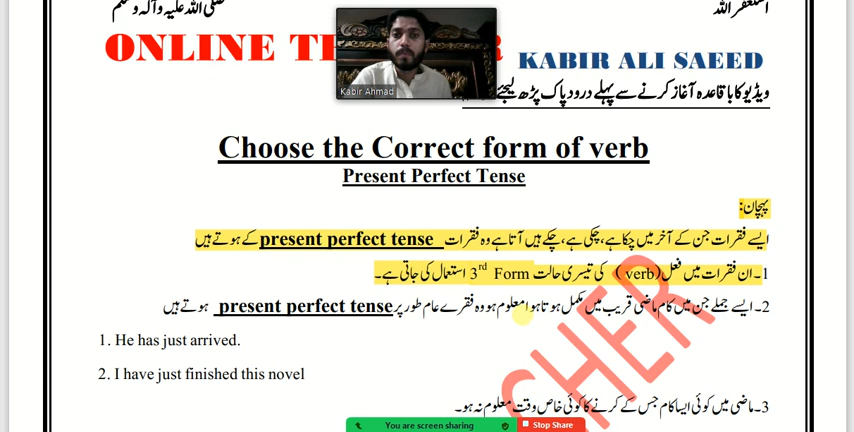 صلی اللہ علیہ وآلہ وسلم
استغفر اللہ
ONLINE TE R
KABIR ALI SAEED
Kabir Ahmad
ویڈیو کا باقاعدہ آغاز کرنے سے پہلے درود پاک پڑھ لیجئے
Choose the Correct form of verb
Present Perfect Tense
پہچان:
ایسے فقرات جن کے آخر میں چکا ہے، چکی ہے، چکے ہیں آتا ہے وہ فقرات present perfect tense کے ہوتے ہیں
1۔ ان فقرات میں فعل (verb) کی تیسری حالت 3rd Form استعمال کی جاتی ہے۔
2۔ ایسے جملے جن میں کام ماضی قریب میں مکمل ہوتا ہوا معلوم ہو وہ فقرے عام طور پر present perfect tense ہوتے ہیں
1. He has just arrived.
2. I have just finished this novel
3۔ ماضی میں کوئی ایسا کام جس کے کرنے کا کوئی خاص وقت معلوم نہ ہو۔
CHER
You are screen sharing
Stop Share